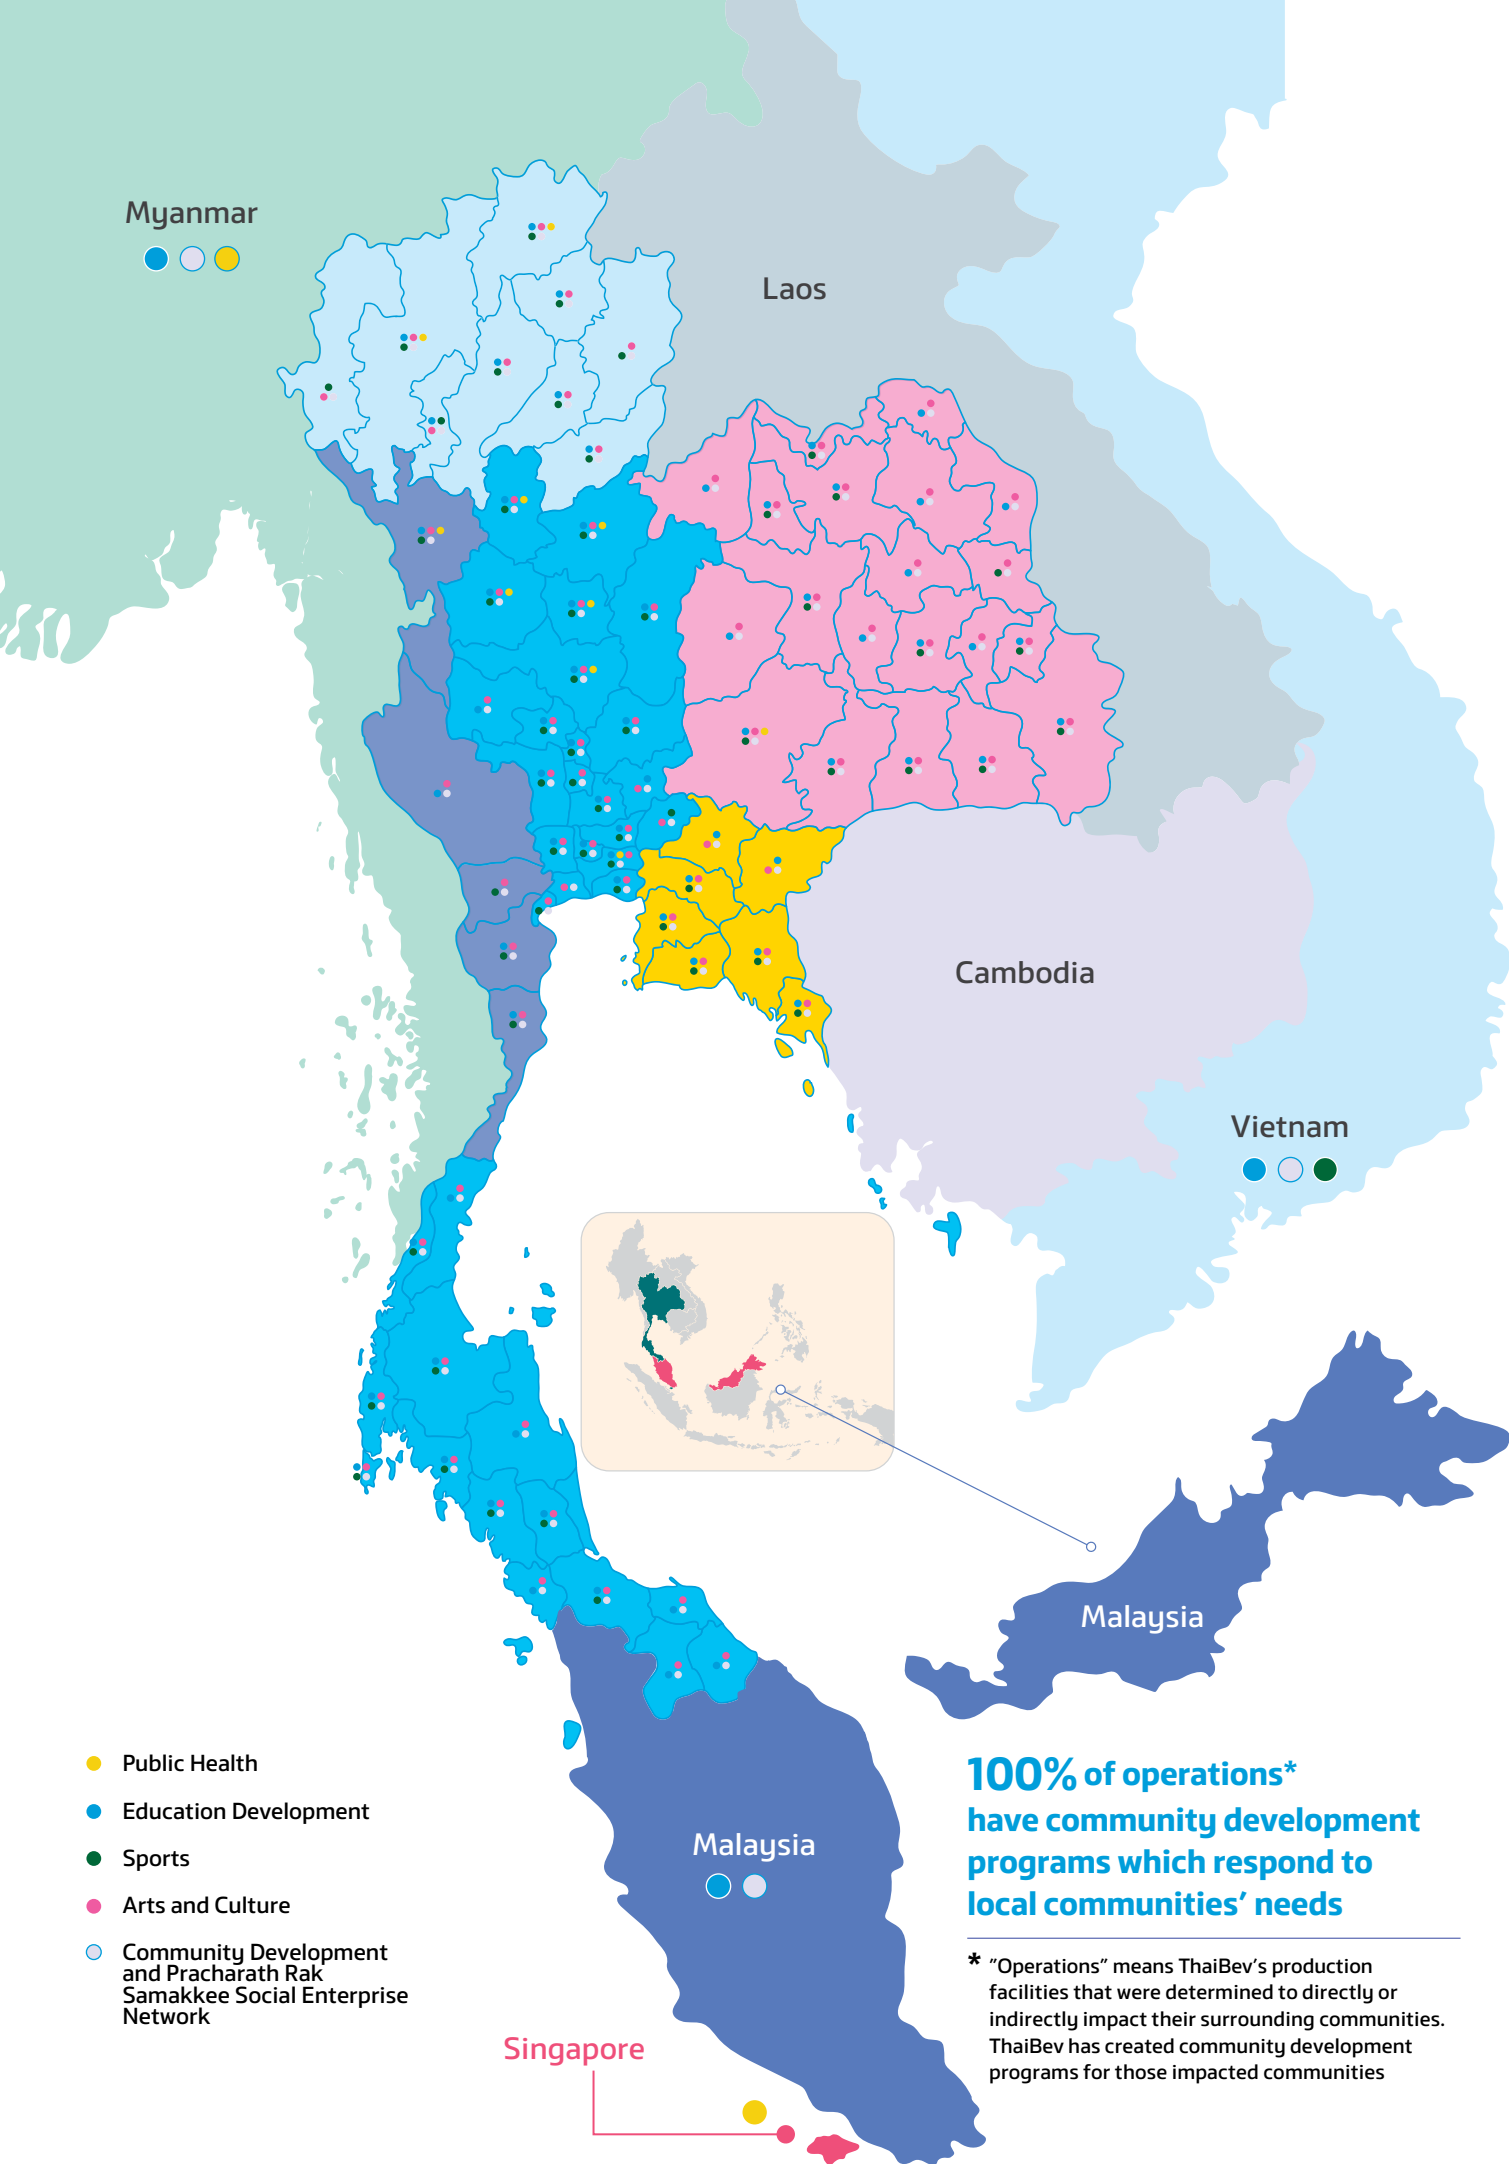 Myanmar
Laos
Cambodia
Vietnam
Malaysia
Public Health
Education Development
Sports
Arts and Culture
Community Development
and Pracharath Rak
Samakkee Social Enterprise
Network
Malaysia
Singapore
100% of operations*
have community development
programs which respond to
local communities’ needs
* "Operations" means ThaiBev’s production
facilities that were determined to directly or
indirectly impact their surrounding communities.
ThaiBev has created community development
programs for those impacted communities